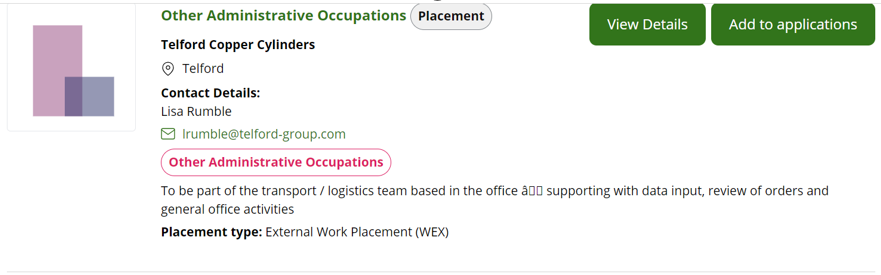 Other Administrative Occupations Placement
View Details
Add to applications
Telford Copper Cylinders
Telford
Contact Details:
Lisa Rumble
lrumble@telford-group.com
Other Administrative Occupations
To be part of the transport / logistics team based in the office â▯▯ supporting with data input, review of orders and
general office activities
Placement type: External Work Placement (WEX)